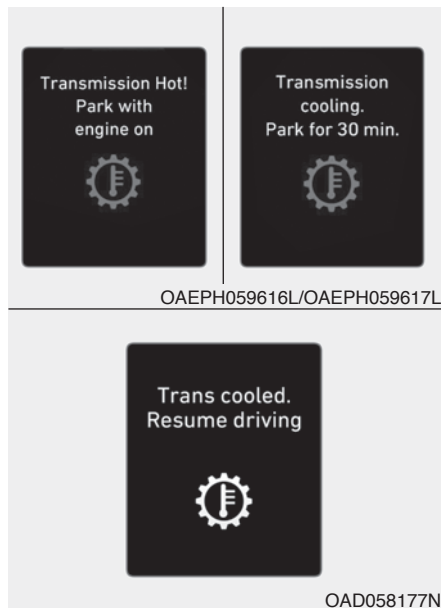 Transmission Hot!
Park with
engine on
Transmission
cooling.
Park for 30 min.
OAEPH059616L/OAEPH059617L
Trans cooled.
Resume driving
OAD058177N